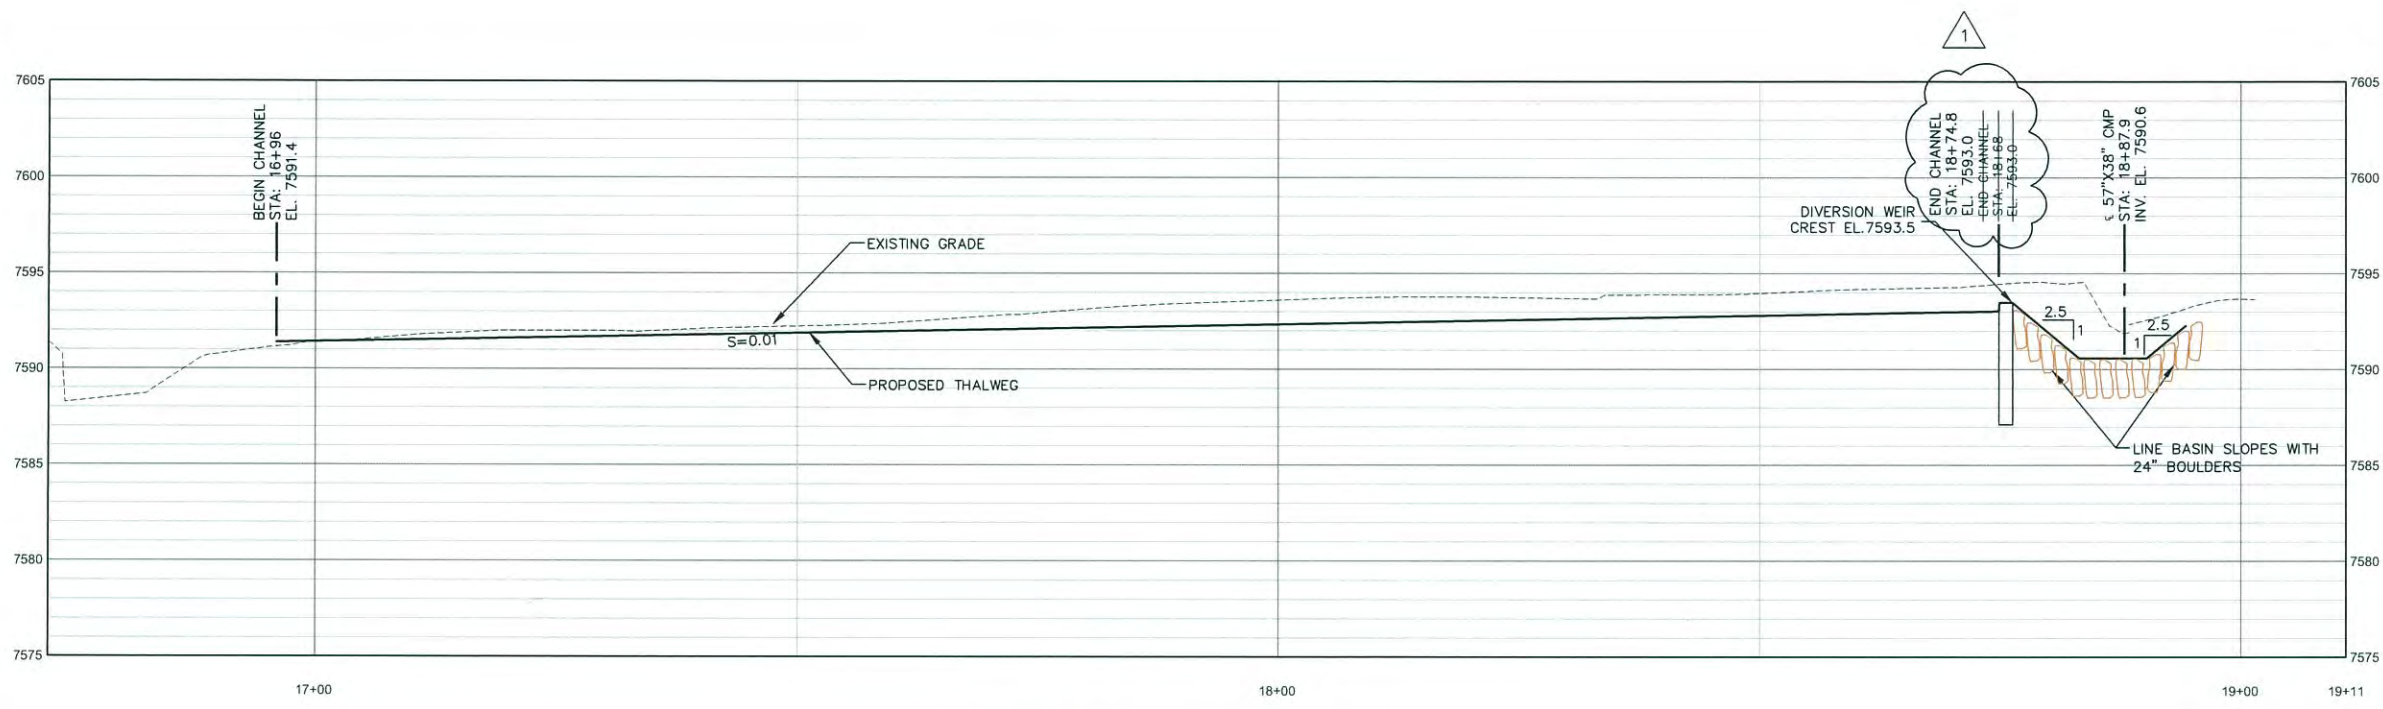 1
7605
7605
7600
7600
7595
7595
7590
7590
7585
7585
7580
7580
7575
7575
BEGIN CHANNEL
STA: 16+96
EL. 7591.4
EXISTING GRADE
S=0.01
PROPOSED THALWEG
DIVERSION WEIR
CREST EL.7593.5
END CHANNEL
STA: 18+74.8
EL. 7593.0
END CHANNEL
STA: 18+68
EL. 7593.0
℄ 57"X38" CMP
STA: 18+87.9
INV. EL. 7590.6
2.5
1
2.5
1
LINE BASIN SLOPES WITH
24" BOULDERS
17+00
18+00
19+00
19+11